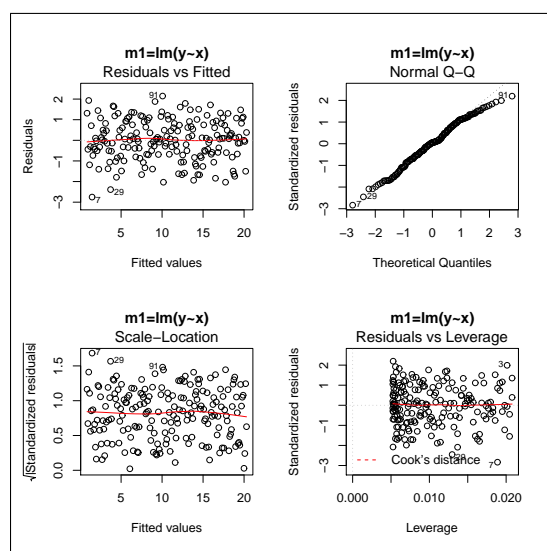 m1=lm(y~x)
Residuals vs Fitted
Residuals
2
1
-1
-3
91
29
7
5
10
15
20
Fitted values
m1=lm(y~x)
Normal Q-Q
Standardized residuals
2
1
0
-1
-3
91
29
7
-3
-2
-1
0
1
2
3
Theoretical Quantiles
m1=lm(y~x)
Scale-Location
√|Standardized residuals|
1.5
1.0
0.5
0.0
7
29
91
5
10
15
20
Fitted values
m1=lm(y~x)
Residuals vs Leverage
Standardized residuals
2
1
0
-1
-3
3
29
7
Cook's distance
0.000
0.010
0.020
Leverage